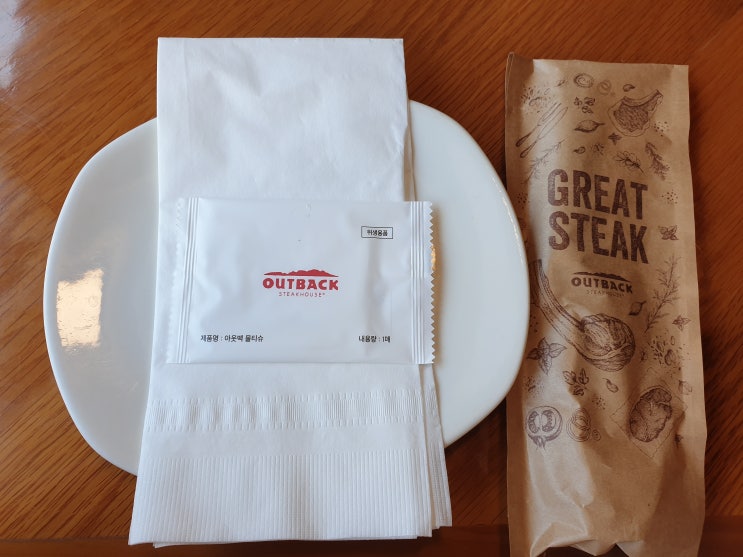 위생용품
OUTBACK
STEAKHOUSE®
제품명 : 아웃백 물티슈
내용량 : 1매
GREAT
STEAK
OUTBACK
STEAKHOUSE